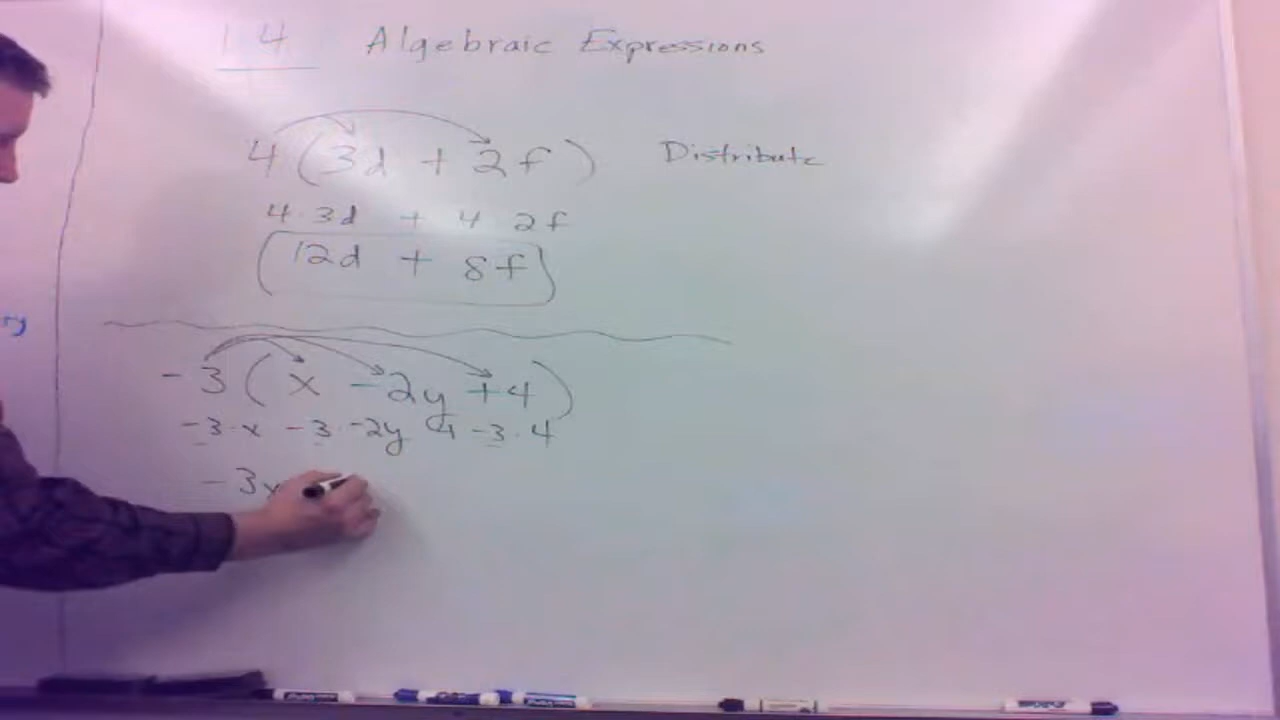 1.4 Algebraic Expressions
4(3d + 2f) Distribute
4·3d + 4 2f
12d + 8f
-3(x -2y +4)
-3·x -3·-2y -3·4
-3x